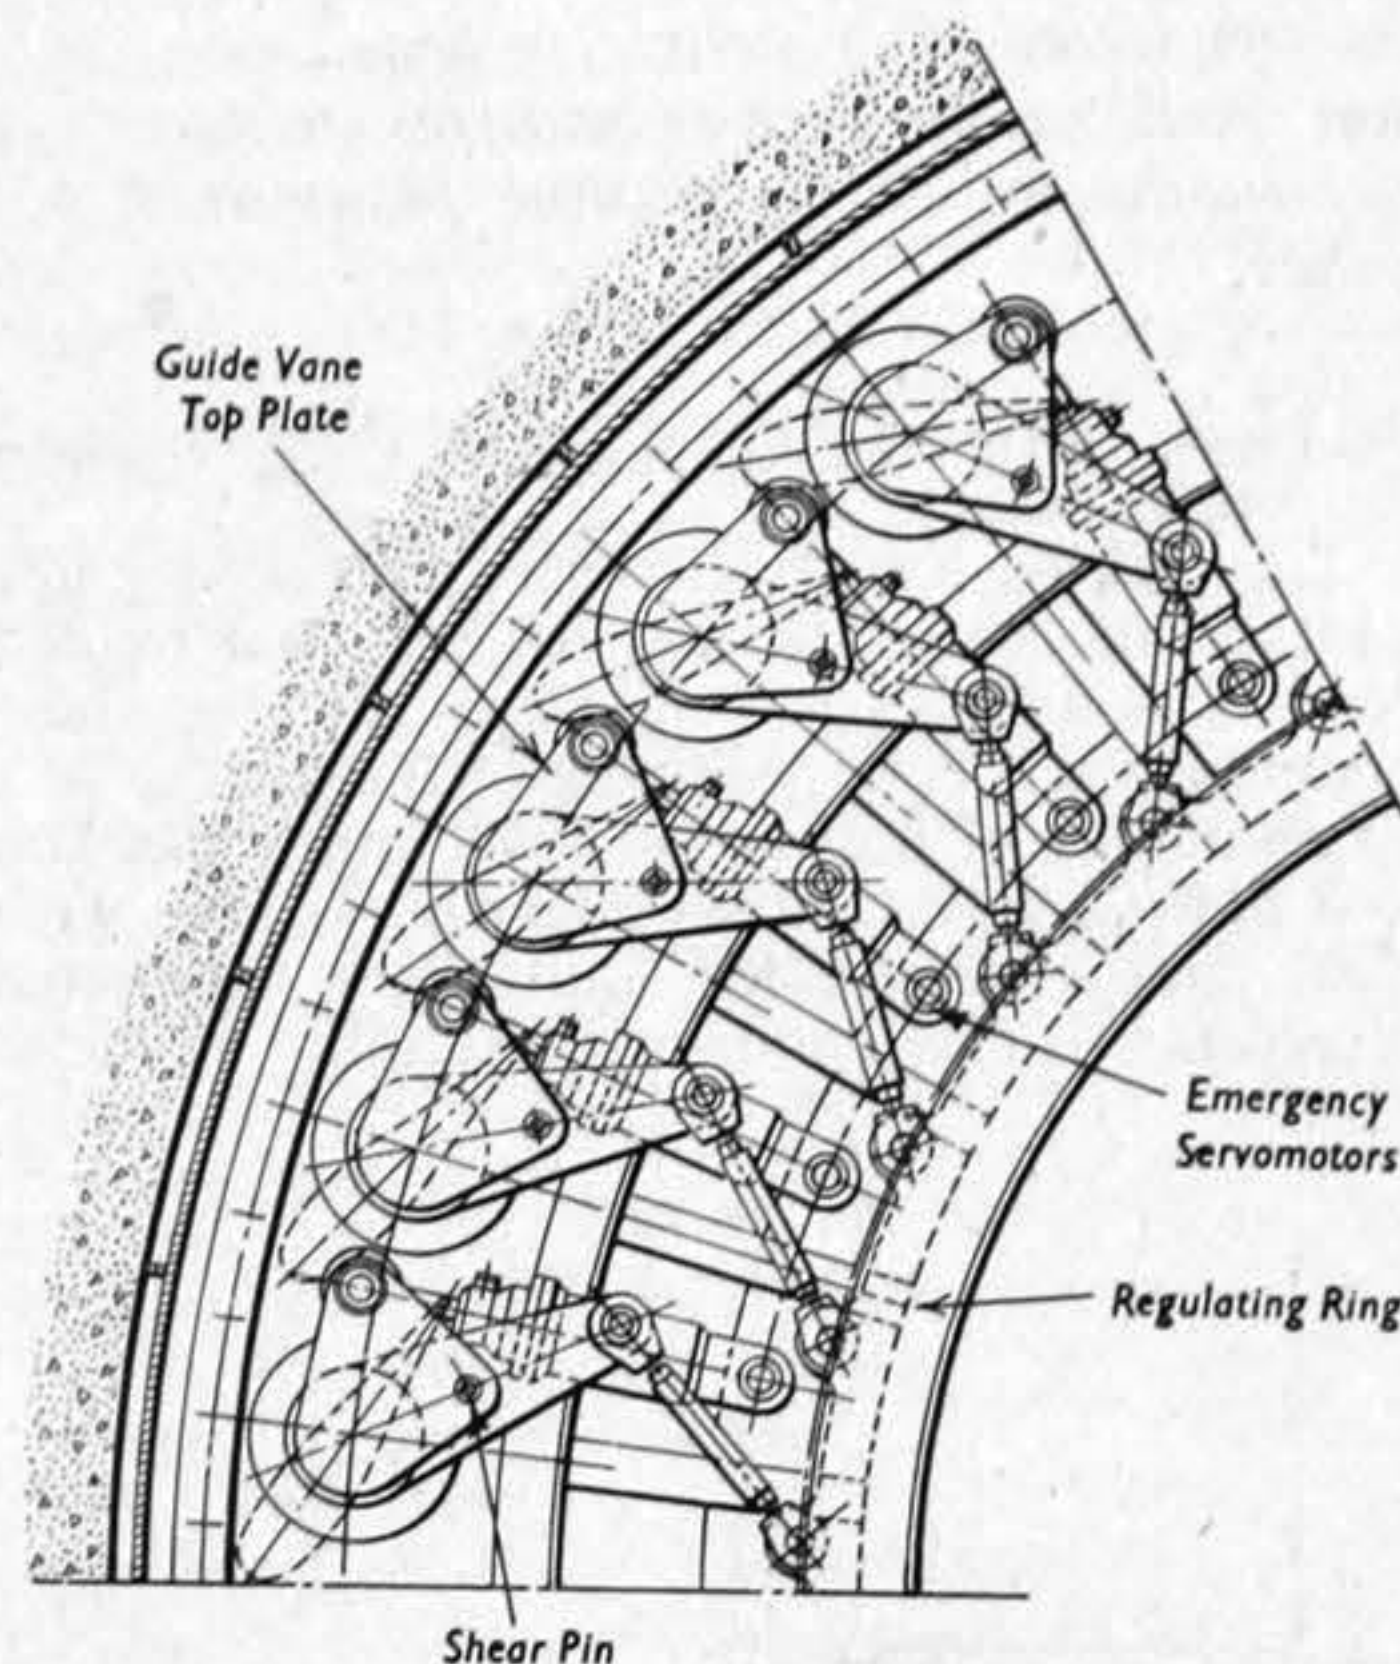 Guide Vane
Top Plate
Emergency
Servomotors
Regulating Ring
Shear Pin